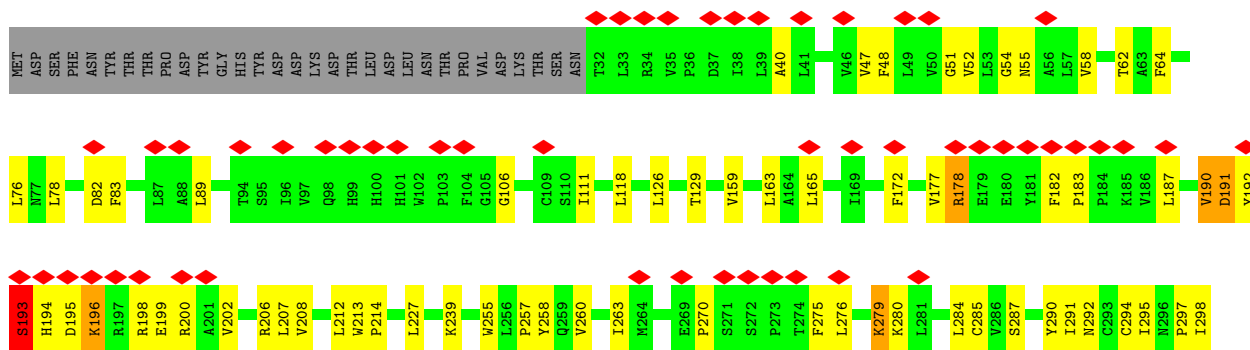 MET ASP SER PHE ASN TYR THR THR PRO ASP TYR GLY HIS TYR ASP ASP LYS ASP THR LEU ASP LEU ASN THR PRO VAL ASP LYS THR SER ASN T32 L33 R34 V35 P36 D37 I38 L39 A40 L41 V46 V47 F48 L49 V50 G51 V52 L53 G54 N55 A56 L57 V58 T62 A63 F64
L76 N77 L78 D82 F83 L87 A88 L89 T94 S95 I96 V97 Q98 H99 H100 H101 W102 P103 F104 G105 G106 C109 S110 I111 L118 L126 T129 V159 L163 A164 L165 I169 F172 V177 R178 E179 E180 Y181 F182 P183 P184 K185 V186 L187 V190 D191 Y192
S193 H194 D195 K196 R197 R198 E199 R200 A201 V202 R206 L207 V208 L212 W213 P214 L227 K239 W255 L256 P257 Y258 Q259 V260 I263 M264 E269 P270 S271 S272 P273 T274 F275 L276 K279 K280 L281 L284 C285 V286 S287 Y290 I291 N292 C293 C294 I295 N296 P297 I298